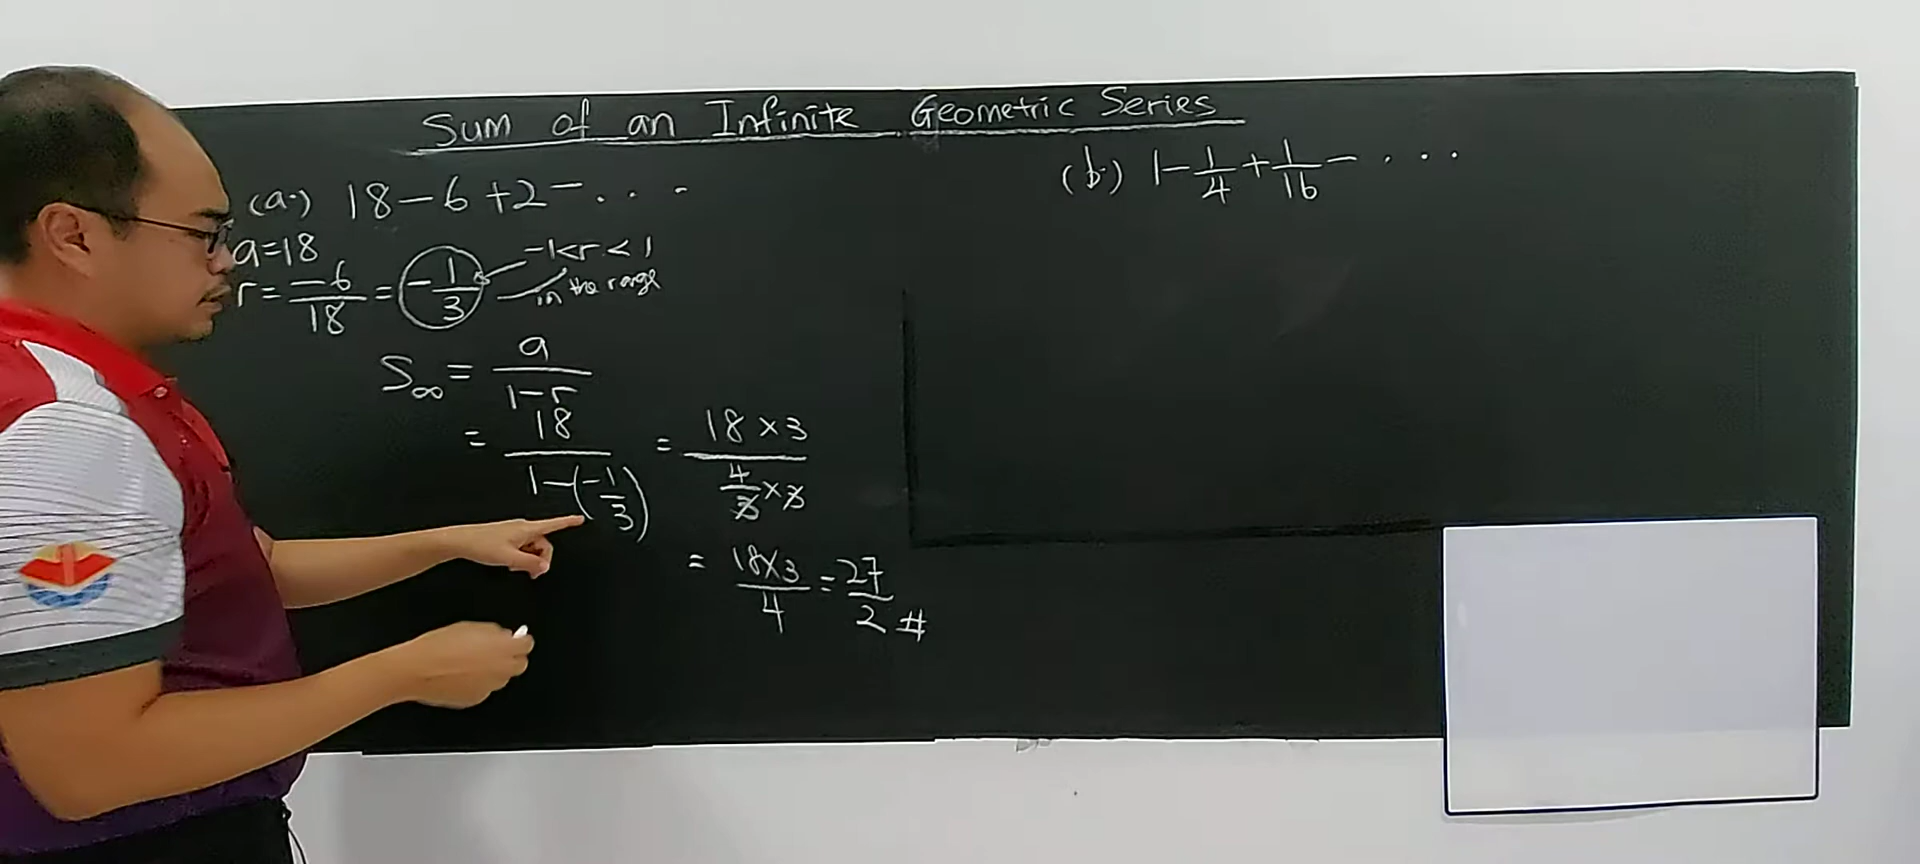 Sum of an Infinite Geometric Series
(a.) 18 - 6 + 2 - . . . .
a = 18
r = -6/18 = -1/3
-1 < r < 1
in the range
S∞ = a/(1 - r)
= 18/(1 - (-1/3)) = (18 × 3)/(4/3 × 3)
= (18 × 3)/4 = 27/2 #
(b.) 1 - 1/4 + 1/16 - . . . .